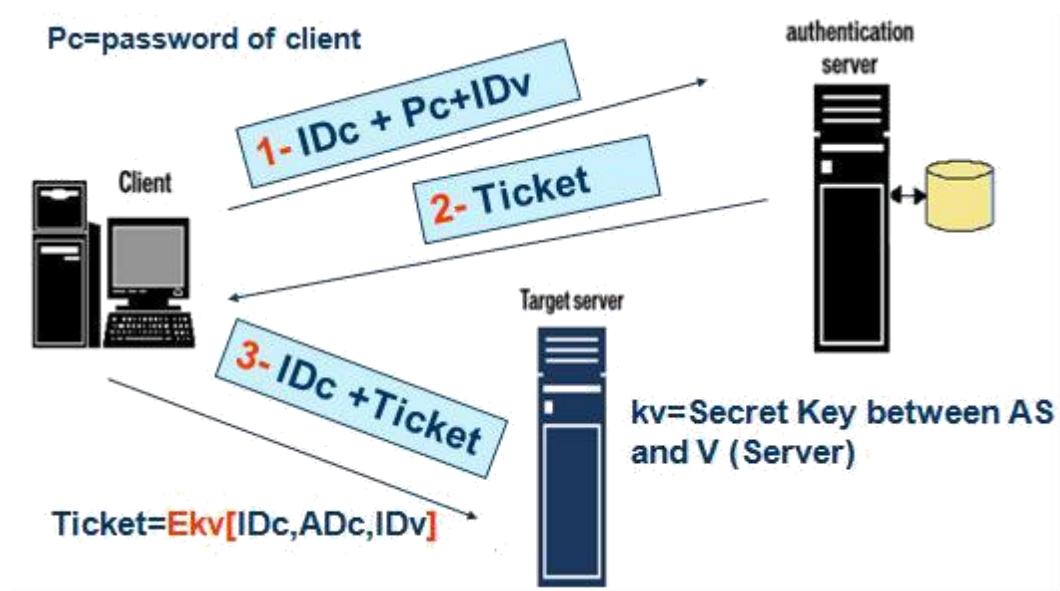 Pc=password of client
authentication
server
1- IDc + Pc+IDv
Client
2- Ticket
Target server
3- IDc +Ticket
kv=Secret Key between AS
and V (Server)
Ticket=Ekv[IDc,ADc,IDv]